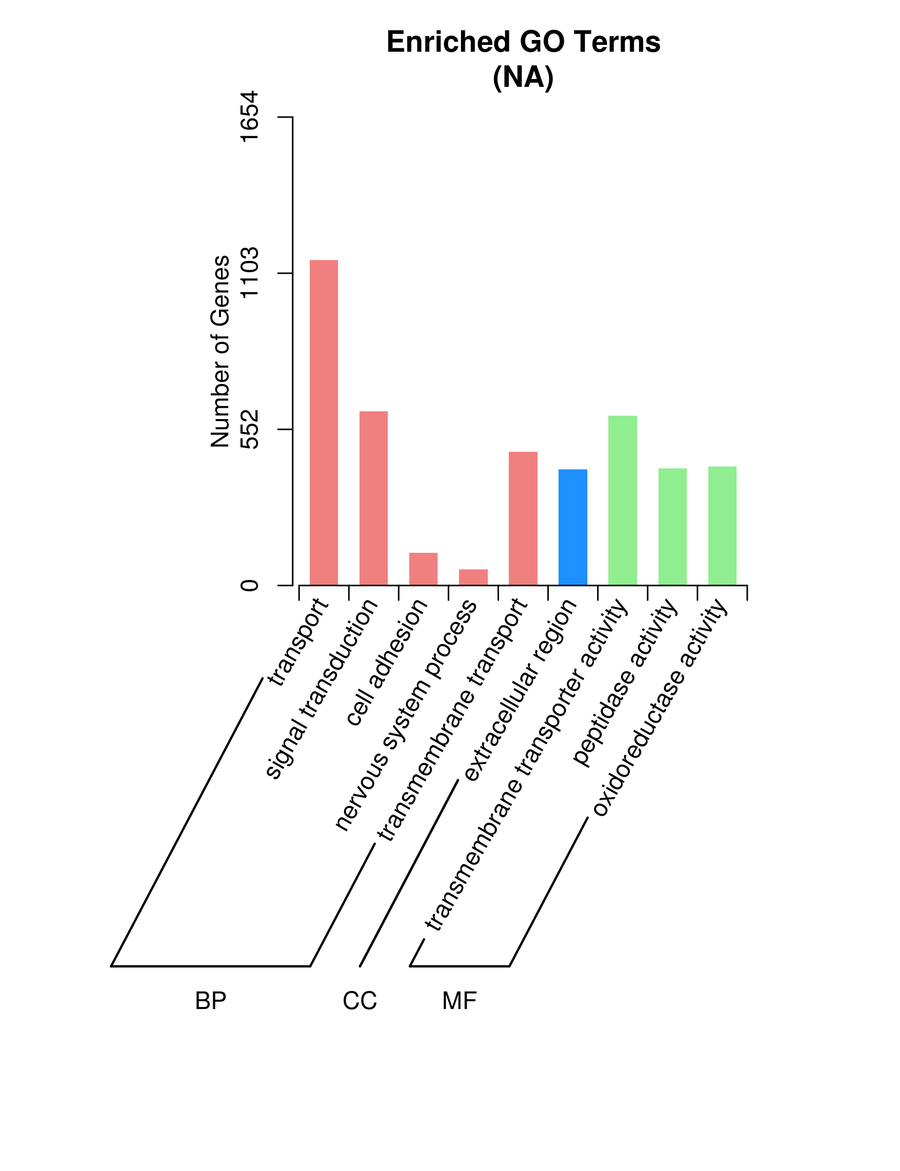 Enriched GO Terms
(NA)
Number of Genes
1654
1103
552
0
transport
signal transduction
cell adhesion
nervous system process
transmembrane transport
extracellular region
transmembrane transporter activity
peptidase activity
oxidoreductase activity
BP
CC
MF